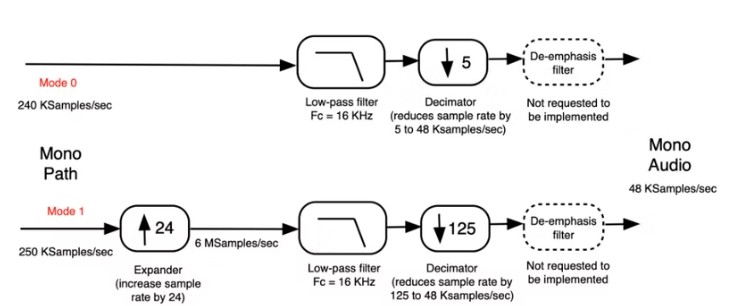 Mode 0
240 KSamples/sec
Low-pass filter
Fc = 16 KHz
5
Decimator
(reduces sample rate by
5 to 48 Ksamples/sec)
De-emphasis
filter
Not requested to
be implemented
Mono
Path
Mono
Audio
48 KSamples/sec
Mode 1
250 KSamples/sec
24
Expander
(increase sample
rate by 24)
6 MSamples/sec
Low-pass filter
Fc = 16 KHz
125
Decimator
(reduces sample rate by
125 to 48 Ksamples/sec)
De-emphasis
filter
Not requested to
be implemented